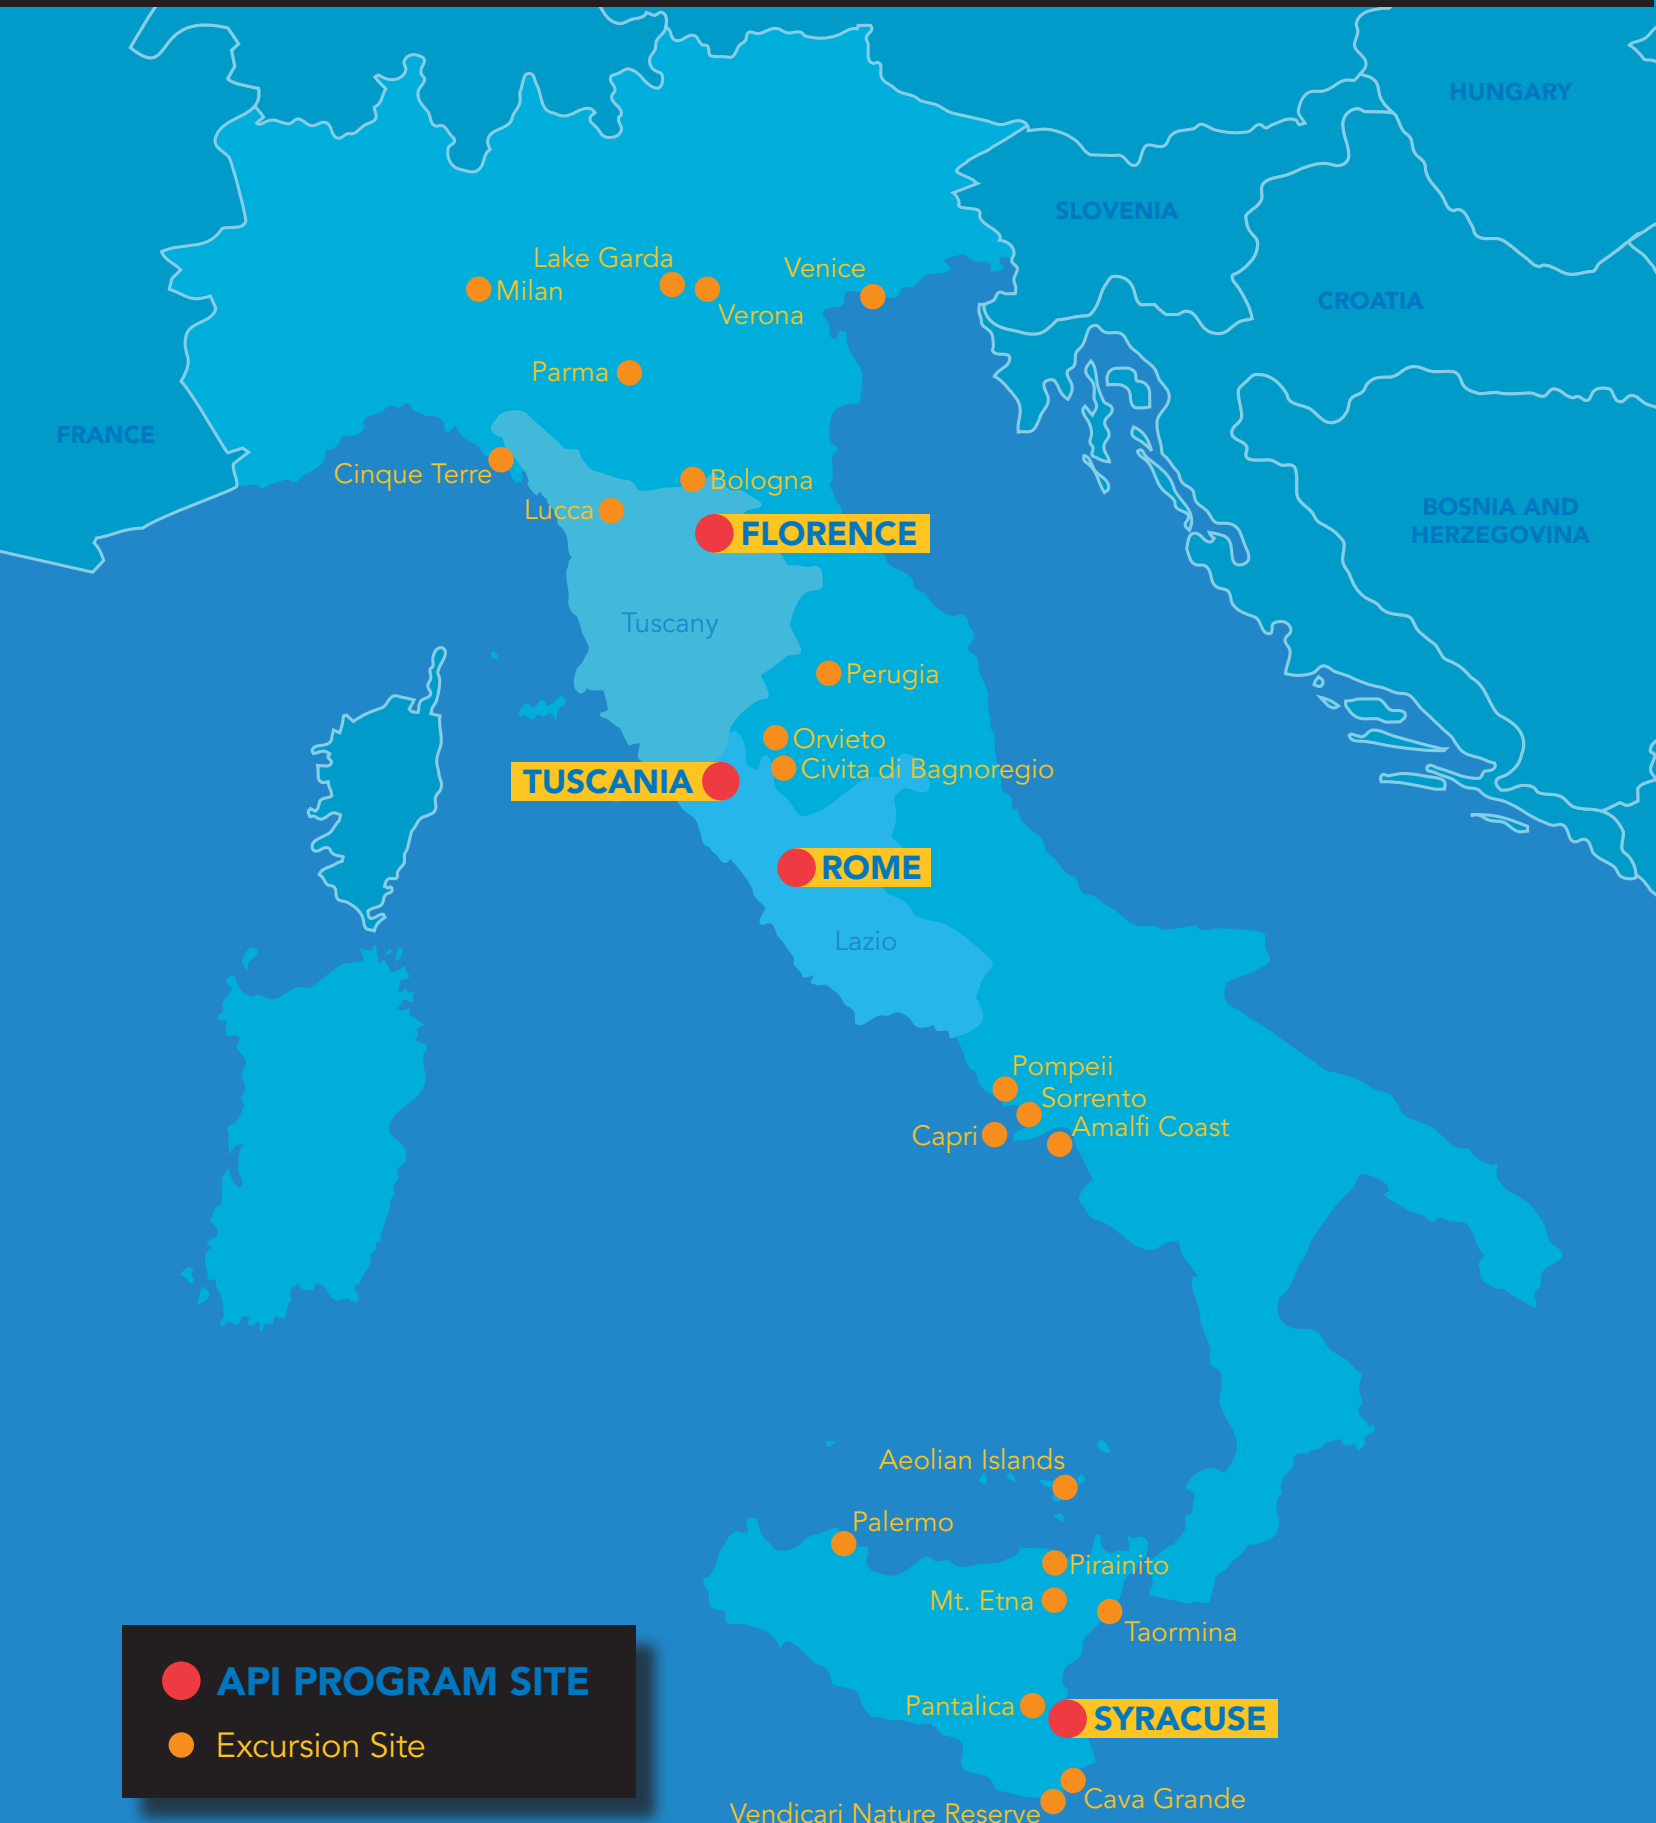 HUNGARY
SLOVENIA
Lake Garda
Venice
Milan
Verona
CROATIA
Parma
FRANCE
Cinque Terre
Bologna
Lucca
FLORENCE
BOSNIA AND
HERZEGOVINA
Tuscany
Perugia
Orvieto
Civita di Bagnoregio
TUSCANIA
ROME
Lazio
Pompeii
Sorrento
Amalfi Coast
Capri
Aeolian Islands
Palermo
Pirainito
Mt. Etna
Taormina
API PROGRAM SITE
Excursion Site
Pantalica
SYRACUSE
Cava Grande
Vendicari Nature Reserve